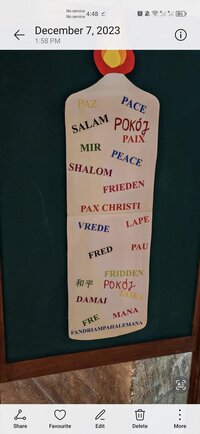 No service
No service
4:48
December 7, 2023
1:58 PM
PAZ
PACE
SALAM
POKÓJ
PAIX
MIR
PEACE
SHALOM
FRIEDEN
PAX CHRISTI
VREDE
LAPE
FRED
PAU
FRIDDEN
和平
POKÓJ
DAMAI
FRE
MANA
FANDRIAMPAHALEMANA
Share
Favourite
Edit
Delete
More